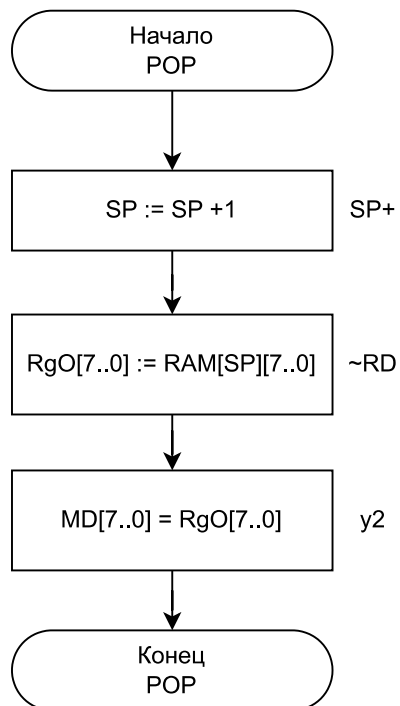 Начало
POP
SP := SP +1
SP+
RgO[7..0] := RAM[SP][7..0]
~RD
MD[7..0] = RgO[7..0]
y2
Конец
POP